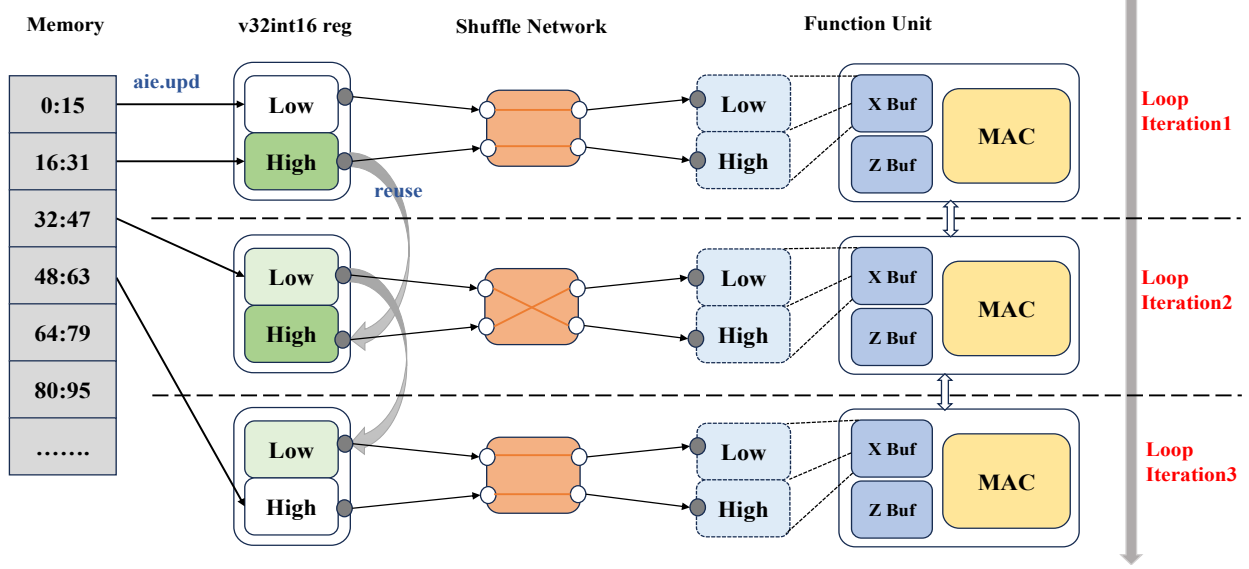 Memory
v32int16 reg
Shuffle Network
Function Unit
0:15
16:31
32:47
48:63
64:79
80:95
…….
aie.upd
Low
High
reuse
Low
High
X Buf
Z Buf
MAC
Loop
Iteration1
Low
High
Low
High
X Buf
Z Buf
MAC
Loop
Iteration2
Low
High
Low
High
X Buf
Z Buf
MAC
Loop
Iteration3